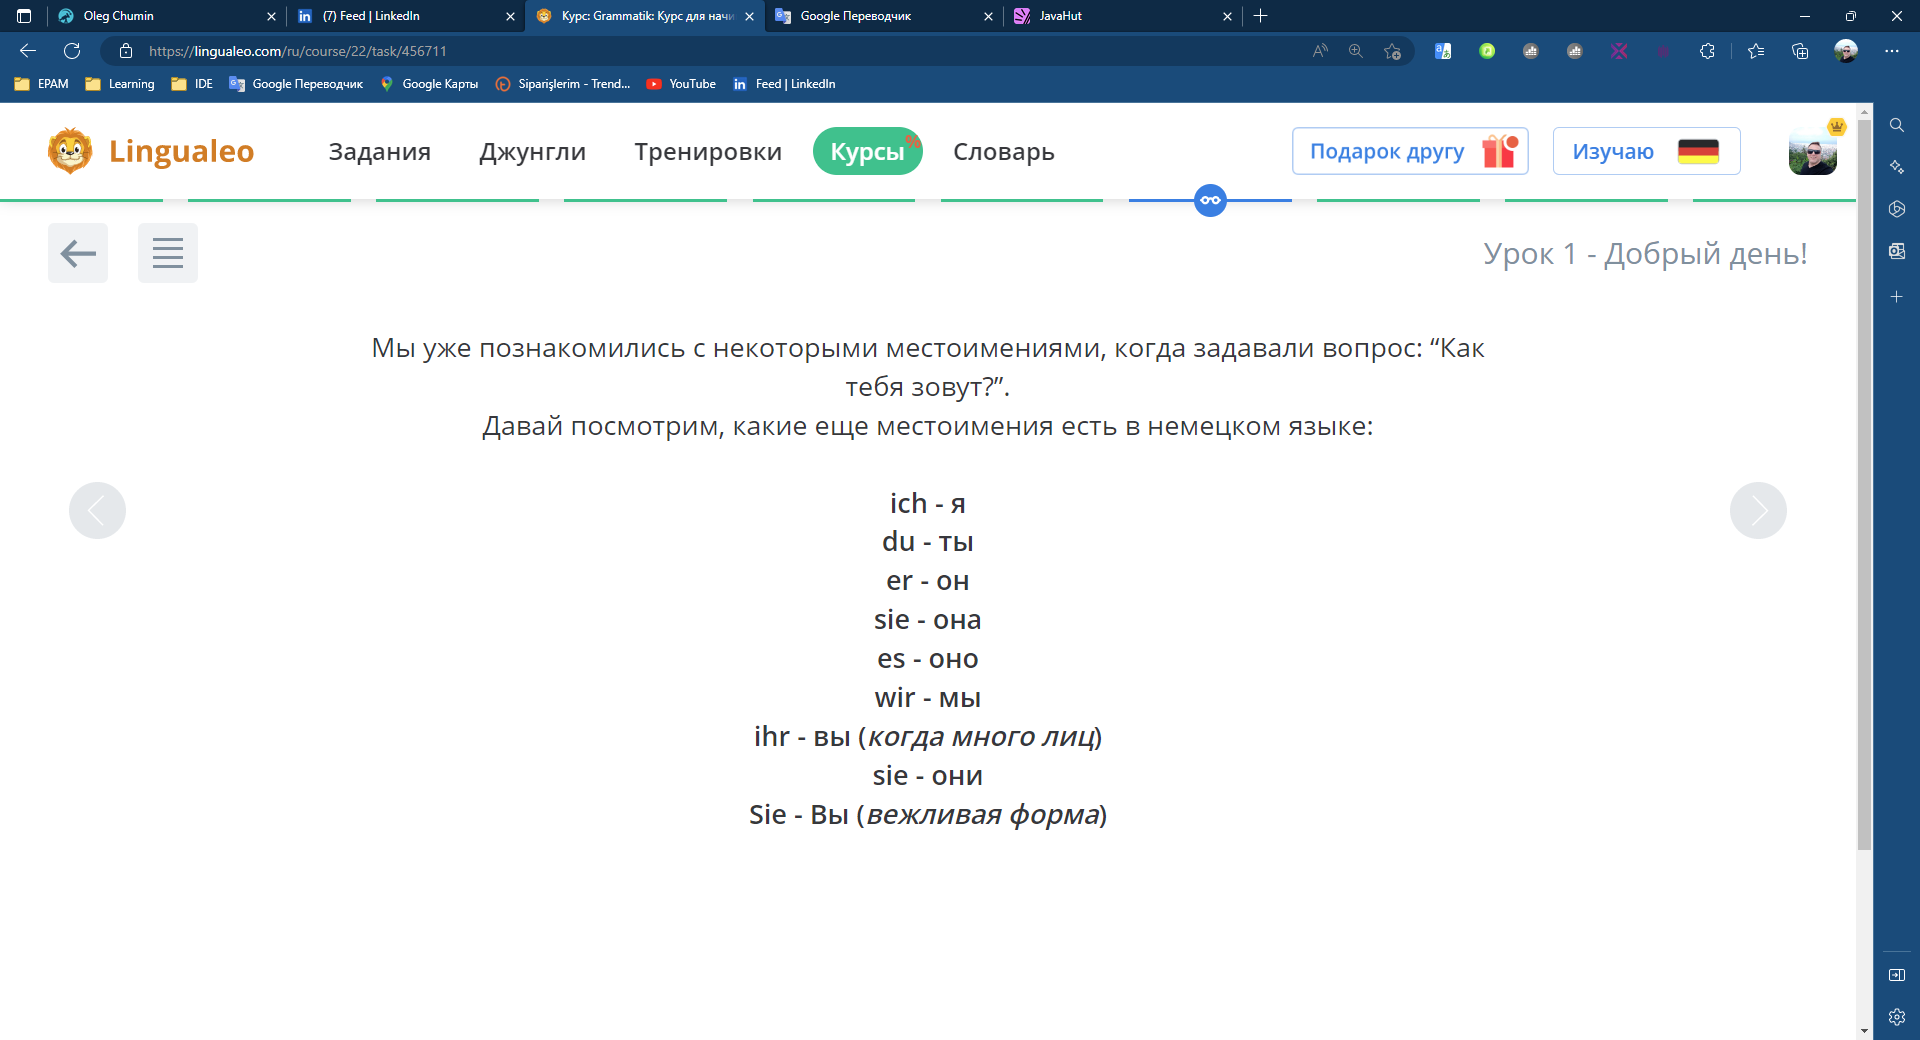 Oleg Chumin
(7) Feed | LinkedIn
Курс: Grammatik: Курс для начи
Google Переводчик
JavaHut
https://lingualeo.com/ru/course/22/task/456711
EPAM
Learning
IDE
Google Переводчик
Google Карты
Siparişlerim - Trend...
YouTube
Feed | LinkedIn
Lingualeo
Задания
Джунгли
Тренировки
Курсы
%
Словарь
Подарок другу
Изучаю
Урок 1 - Добрый день!
Мы уже познакомились с некоторыми местоимениями, когда задавали вопрос: “Как
тебя зовут?”.
Давай посмотрим, какие еще местоимения есть в немецком языке:
ich - я
du - ты
er - он
sie - она
es - оно
wir - мы
ihr - вы (когда много лиц)
sie - они
Sie - Вы (вежливая форма)